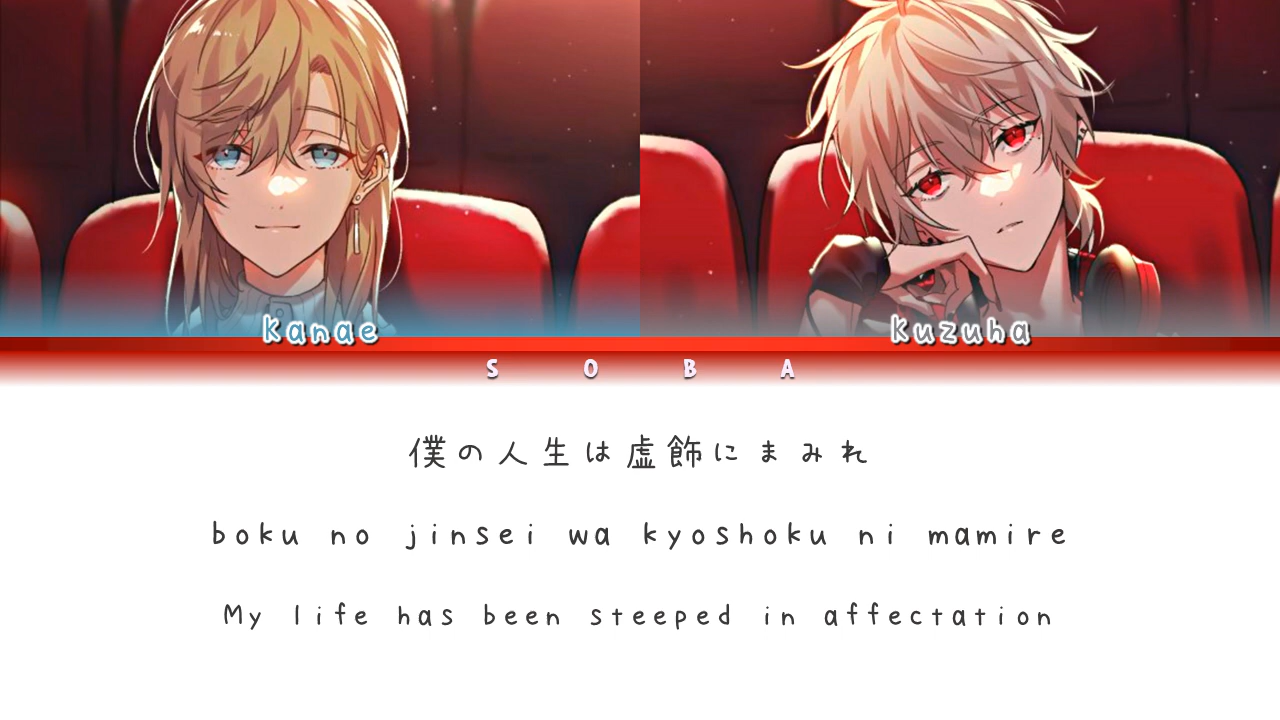 Kanae
Kuzuha
S O B A
僕の人生は虚飾にまみれ
boku no jinsei wa kyoshoku ni mamire
My life has been steeped in affectation